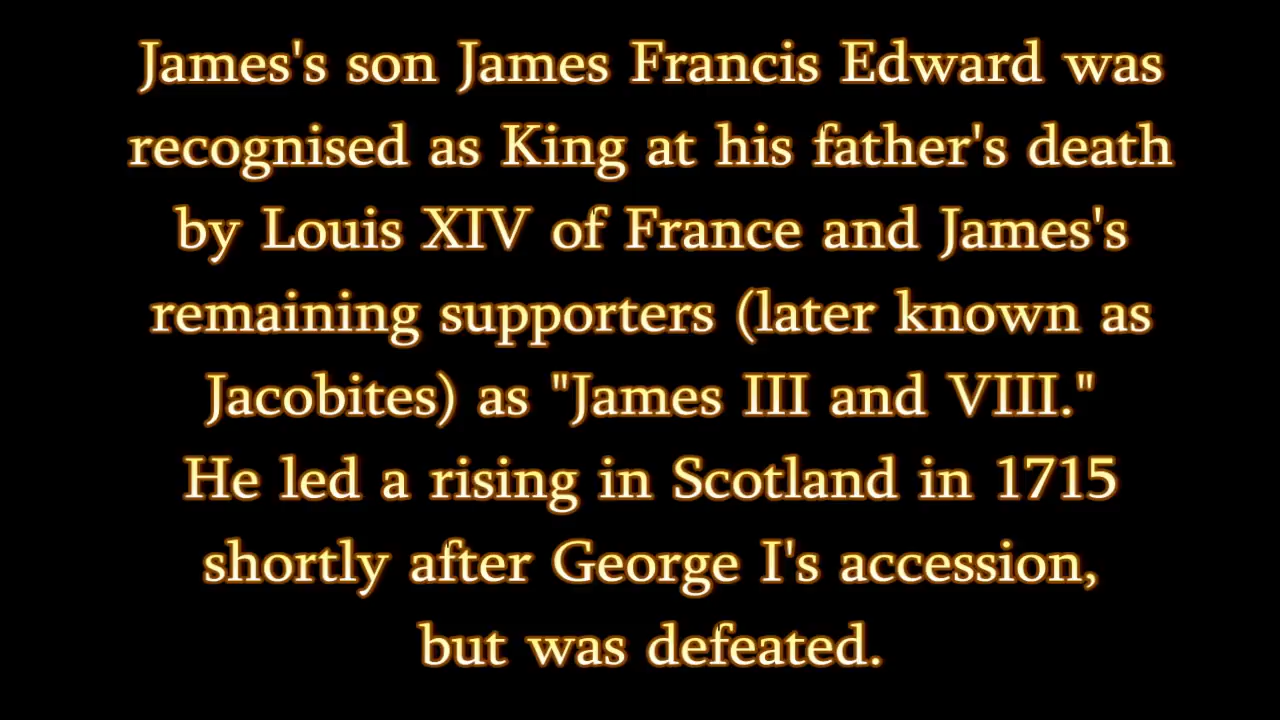 James's son James Francis Edward was
recognised as King at his father's death
by Louis XIV of France and James's
remaining supporters (later known as
Jacobites) as "James III and VIII."
He led a rising in Scotland in 1715
shortly after George I's accession,
but was defeated.